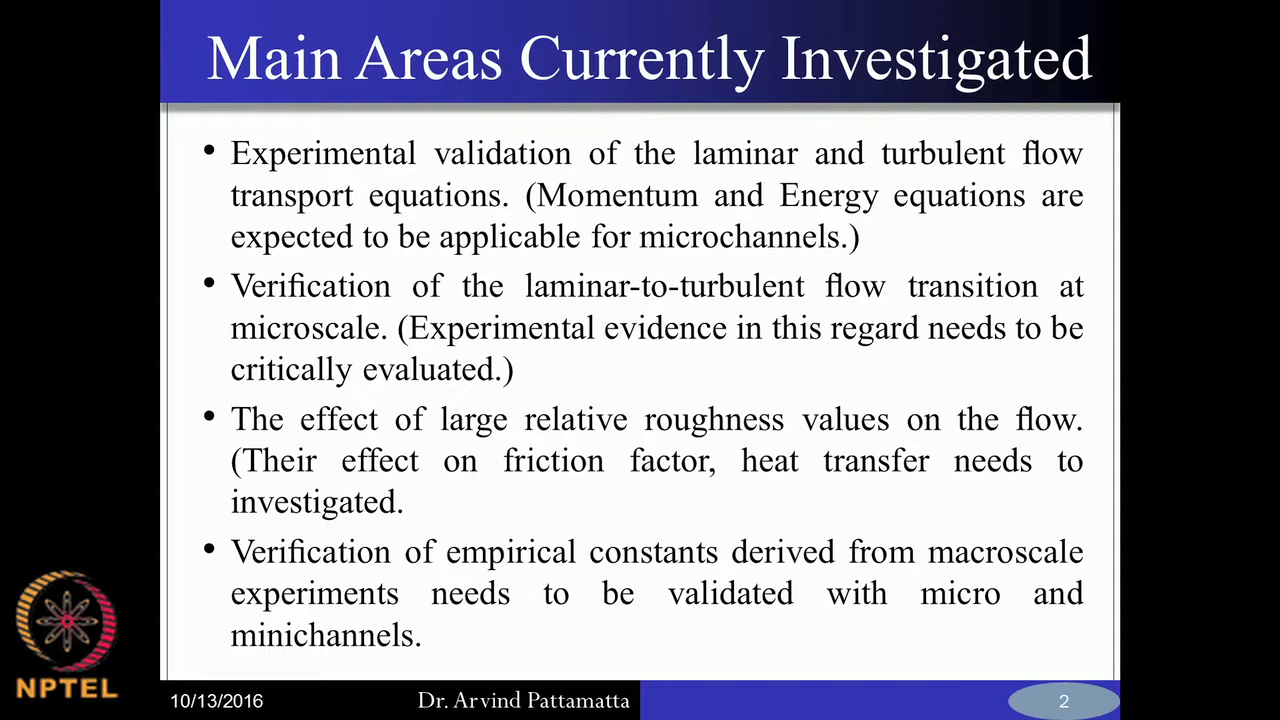 Main Areas Currently Investigated
• Experimental validation of the laminar and turbulent flow
transport equations. (Momentum and Energy equations are
expected to be applicable for microchannels.)
• Verification of the laminar-to-turbulent flow transition at
microscale. (Experimental evidence in this regard needs to be
critically evaluated.)
• The effect of large relative roughness values on the flow.
(Their effect on friction factor, heat transfer needs to
investigated.
• Verification of empirical constants derived from macroscale
experiments needs to be validated with micro and
minichannels.
NPTEL
10/13/2016
Dr. Arvind Pattamatta
2